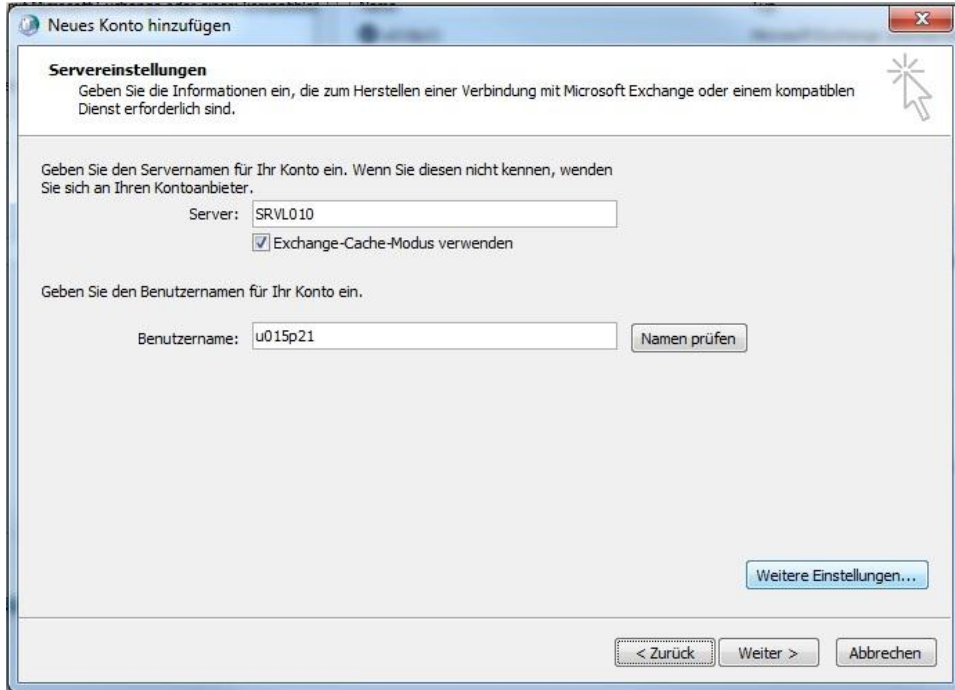 Neues Konto hinzufügen
Servereinstellungen
Geben Sie die Informationen ein, die zum Herstellen einer Verbindung mit Microsoft Exchange oder einem kompatiblen
Dienst erforderlich sind.
Geben Sie den Servernamen für Ihr Konto ein. Wenn Sie diesen nicht kennen, wenden
Sie sich an Ihren Kontoanbieter.
Server: SRVL010
Exchange-Cache-Modus verwenden
Geben Sie den Benutzernamen für Ihr Konto ein.
Benutzername: u015p21 Namen prüfen
Weitere Einstellungen...
< Zurück Weiter > Abbrechen